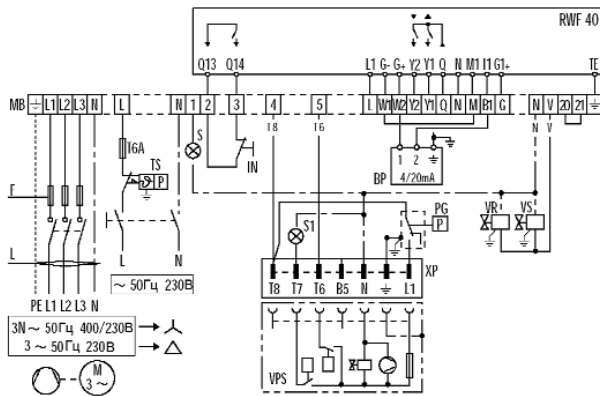 RWF 40
Q13 Q14 L1 G- G+ Y2 Y1 Q N M1 I1 G1+ TE
MB L1 L2 L3 N L N 1 2 3 4 5 L W1 W2 Y2 Y1 Q N M B1 G N V 20 21
T8 T6 N V
S
T6A
TS
P
IN
1 2
BP 4/20mA
F
S1
PG
P
VR VS
L
L N
XP
~ 50Гц 230В
T8 T7 T6 B5 N L1
PE L1 L2 L3 N
3N ~ 50Гц 400/230В
3 ~ 50Гц 230В
VPS
M
3 ~